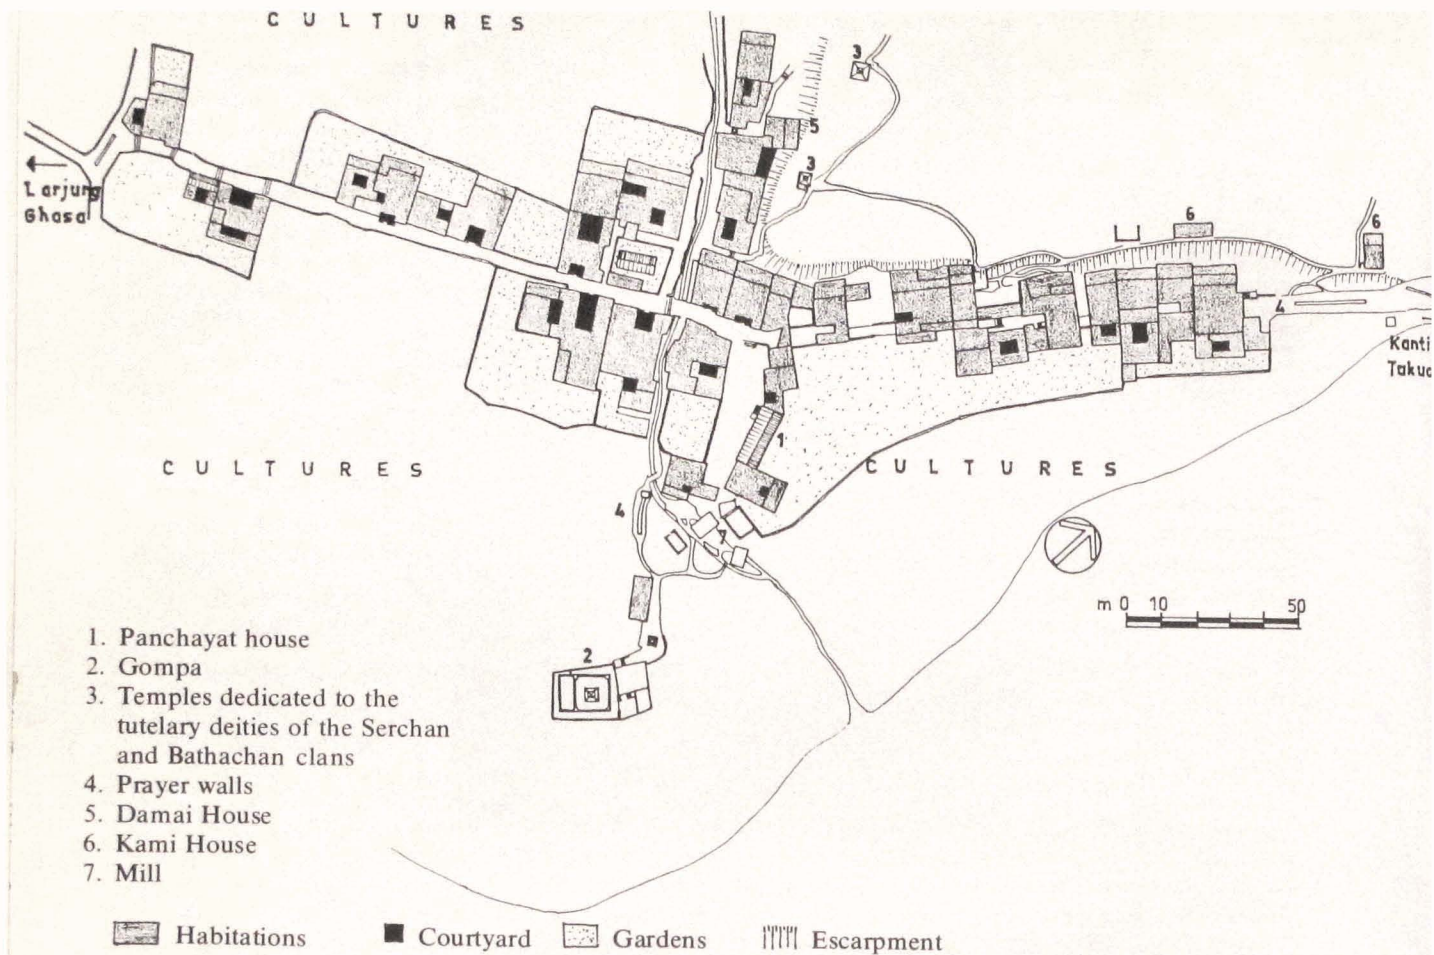 CULTURES
3
5
3
Larjung
Ghasa
6
6
4
Kanti
Takuc
1
CULTURES
CULTURES
4
7
m 0 10 50
2
1. Panchayat house
2. Gompa
3. Temples dedicated to the
tutelary deities of the Serchan
and Bathachan clans
4. Prayer walls
5. Damai House
6. Kami House
7. Mill
Habitations Courtyard Gardens Escarpment